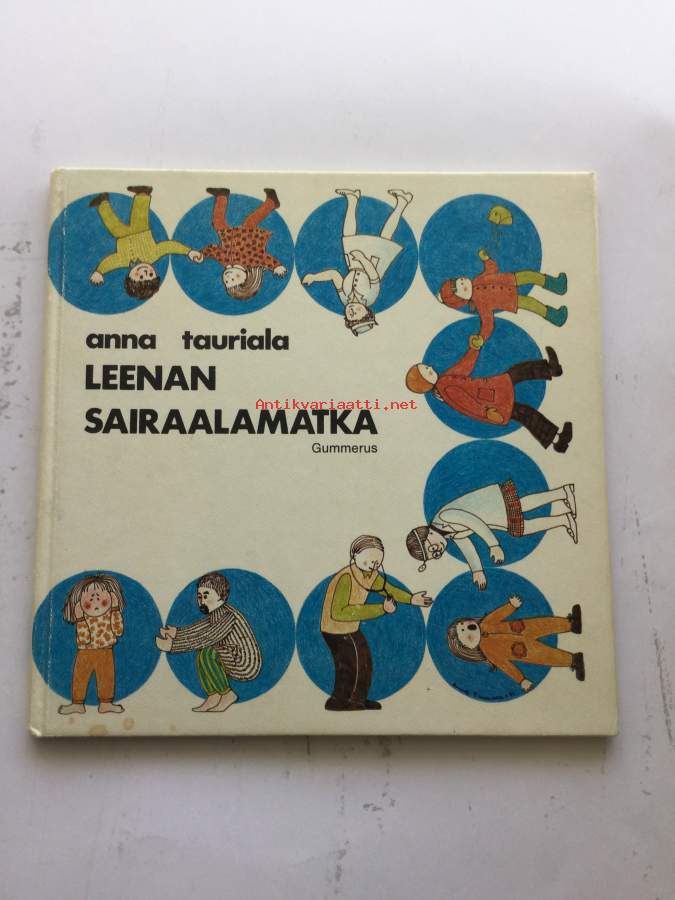 anna tauriala
LEENAN
Antikvariaatti.net
SAIRAALAMATKA
Gummerus